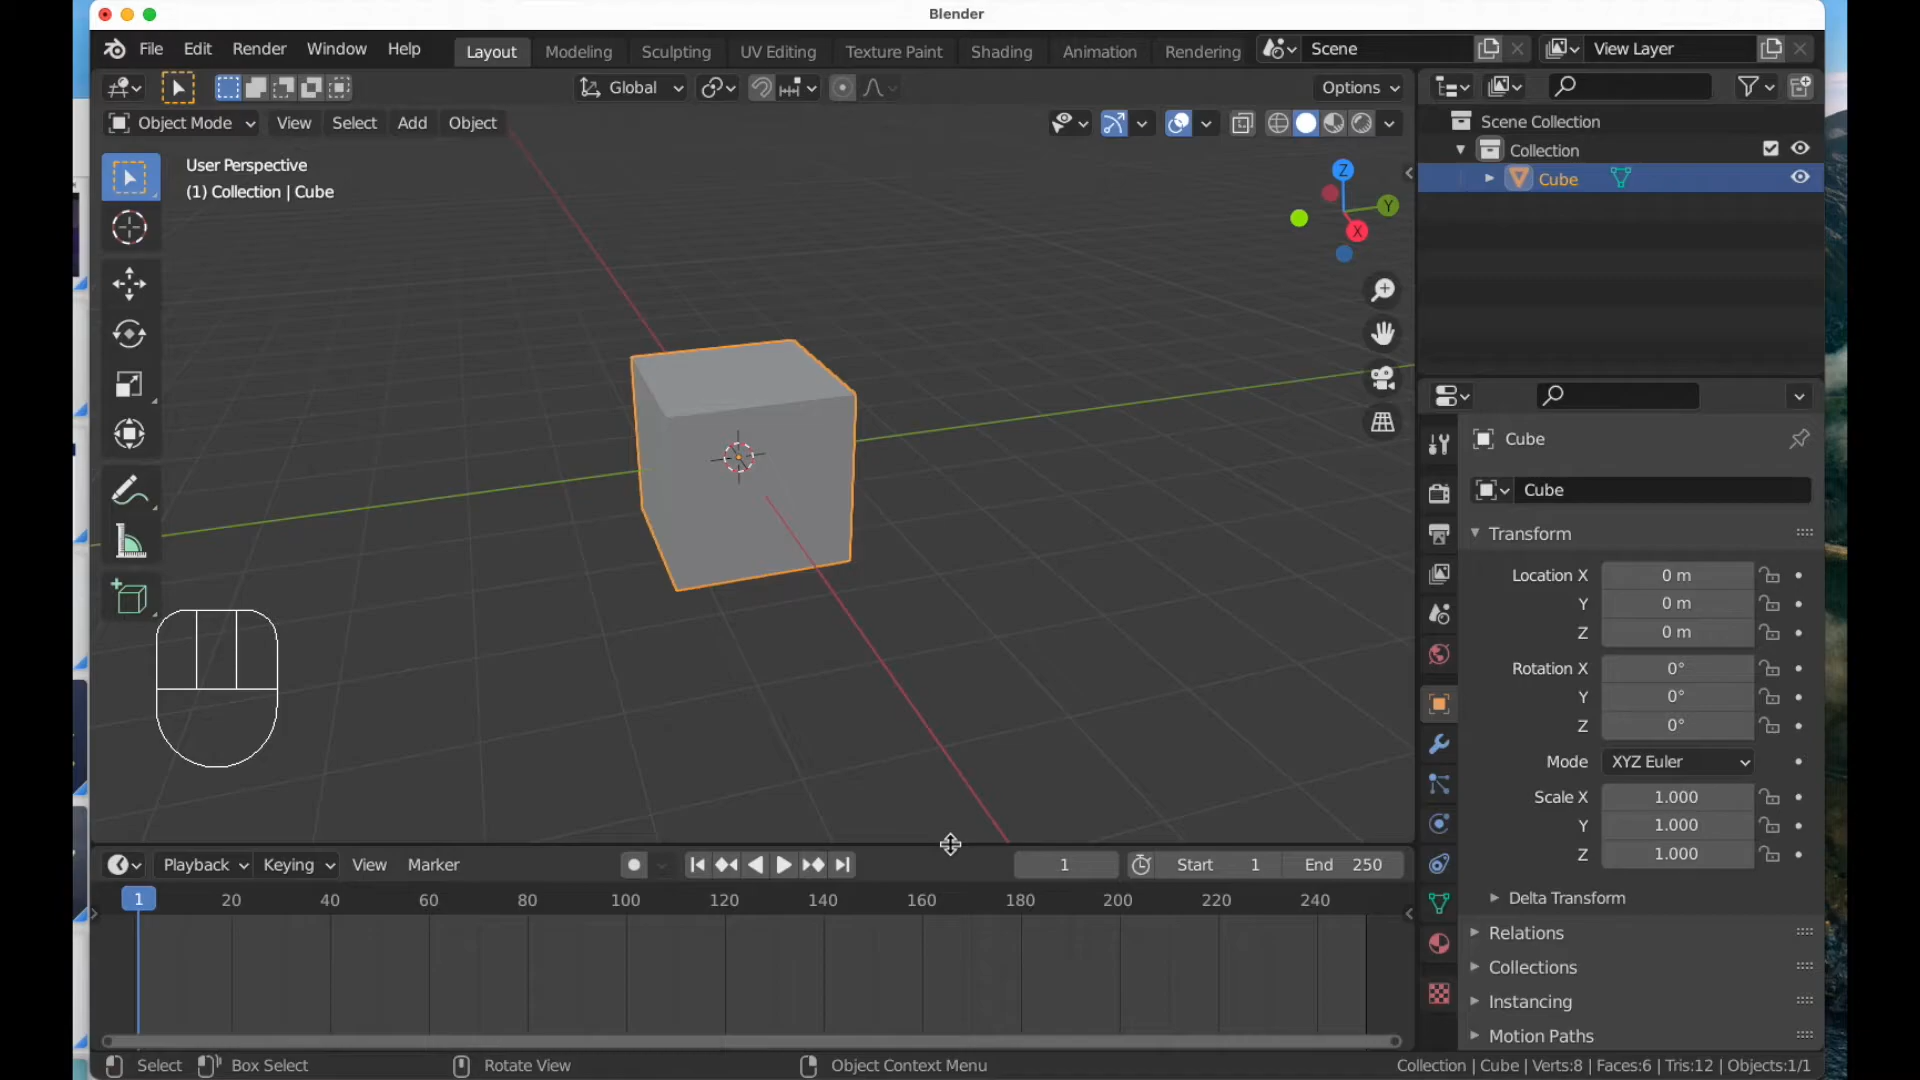 Blender
File Edit Render Window Help Layout Modeling Sculpting UV Editing Texture Paint Shading Animation Rendering Scene View Layer
Global Options
Object Mode View Select Add Object
User Perspective
(1) Collection | Cube
Z
Y
X
Scene Collection
Collection
Cube
Cube
Cube
Transform
Location X 0 m
Y 0 m
Z 0 m
Rotation X 0°
Y 0°
Z 0°
Mode XYZ Euler
Scale X 1.000
Y 1.000
Z 1.000
Delta Transform
Relations
Collections
Instancing
Motion Paths
Playback Keying View Marker 1 Start 1 End 250
1 20 40 60 80 100 120 140 160 180 200 220 240
Select Box Select Rotate View Object Context Menu Collection | Cube | Verts:8 | Faces:6 | Tris:12 | Objects:1/1